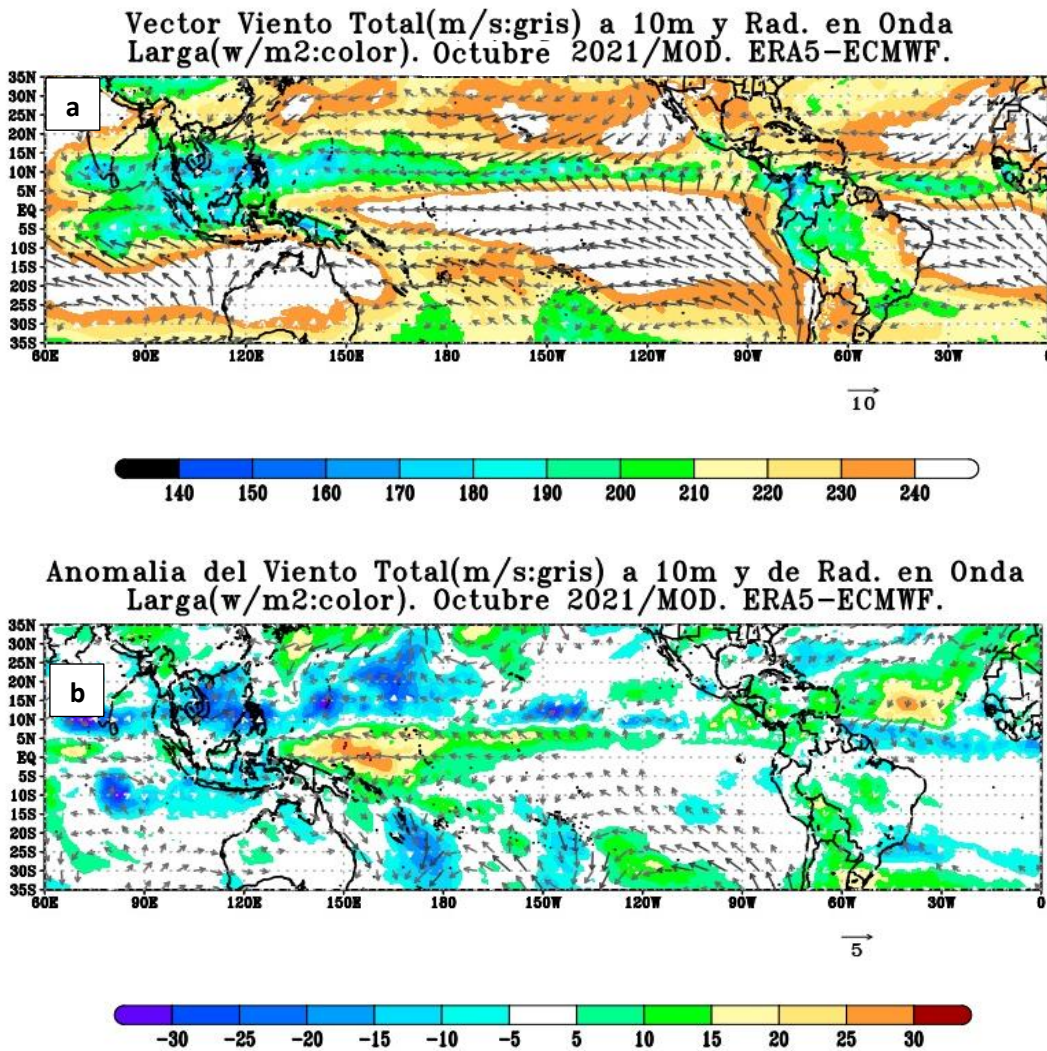 Vector Viento Total(m/s:gris) a 10m y Rad. en Onda
Larga(w/m2:color). Octubre 2021/MOD. ERA5-ECMWF.
a
35N
30N
25N
20N
15N
10N
5N
EQ
5S
10S
15S
20S
25S
30S
35S
60E 90E 120E 150E 180 150W 120W 90W 60W 30W 0
10
140 150 160 170 180 190 200 210 220 230 240
Anomalia del Viento Total(m/s:gris) a 10m y de Rad. en Onda
Larga(w/m2:color). Octubre 2021/MOD. ERA5-ECMWF.
b
35N
30N
25N
20N
15N
10N
5N
EQ
5S
10S
15S
20S
25S
30S
35S
60E 90E 120E 150E 180 150W 120W 90W 60W 30W 0
5
-30 -25 -20 -15 -10 -5 5 10 15 20 25 30